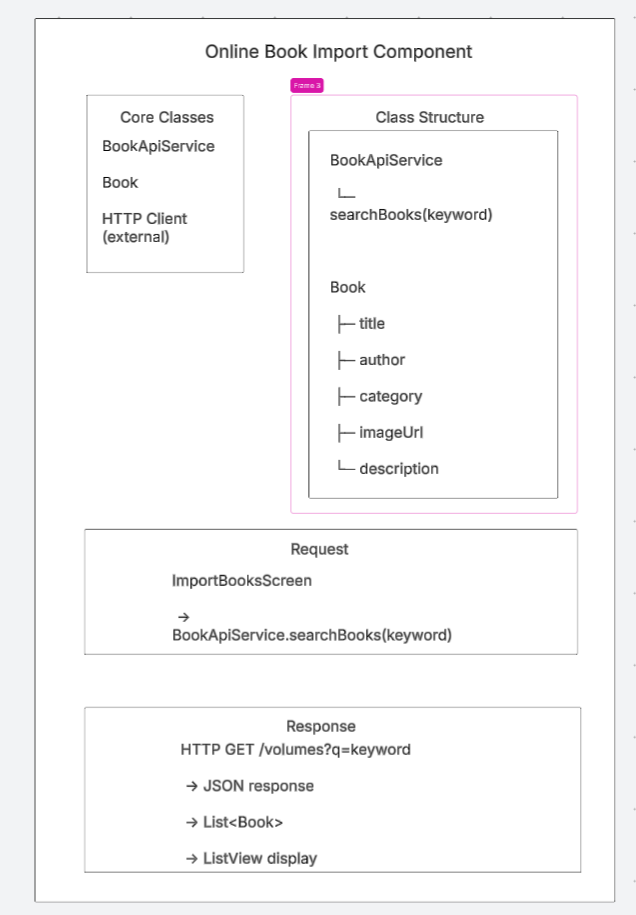 Online Book Import Component
Core Classes
BookApiService
Book
HTTP Client
(external)
Frame 3
Class Structure
BookApiService
└─
searchBooks(keyword)
Book
├─ title
├─ author
├─ category
├─ imageUrl
└─ description
Request
ImportBooksScreen
→
BookApiService.searchBooks(keyword)
Response
HTTP GET /volumes?q=keyword
→ JSON response
→ List<Book>
→ ListView display